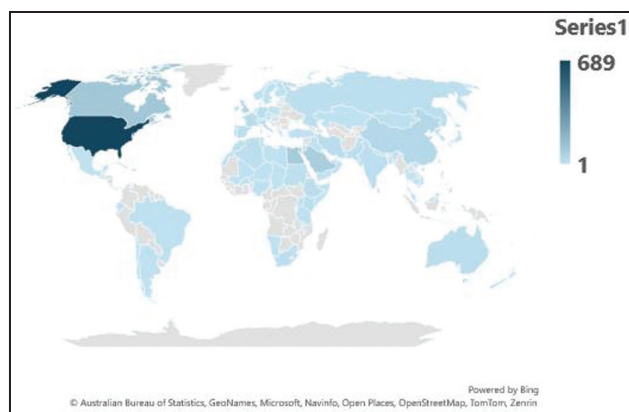 Series1
689
1
Powered by Bing
© Australian Bureau of Statistics, GeoNames, Microsoft, Navinfo, Open Places, OpenStreetMap, TomTom, Zenrin